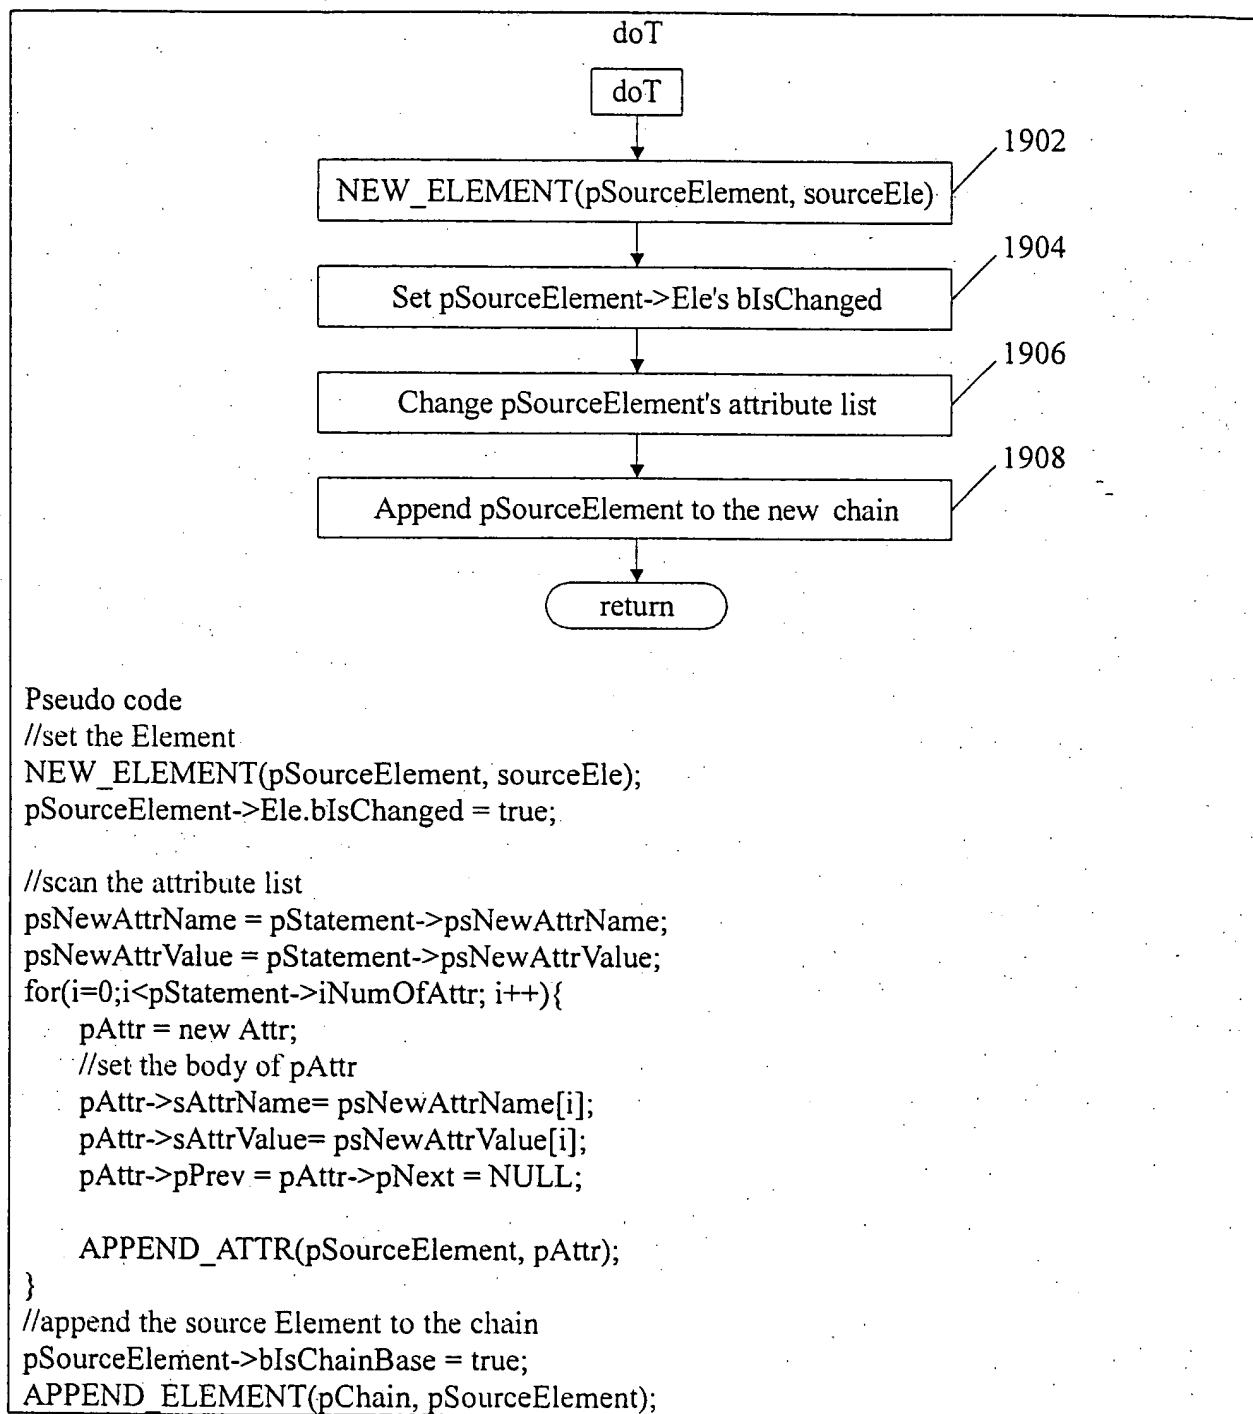 doT
doT
1902
NEW_ELEMENT(pSourceElement, sourceEle)
1904
Set pSourceElement->Ele's bIsChanged
1906
Change pSourceElement's attribute list
1908
Append pSourceElement to the new chain
return
Pseudo code
//set the Element
NEW_ELEMENT(pSourceElement, sourceEle);
pSourceElement->Ele.bIsChanged = true;
//scan the attribute list
psNewAttrName = pStatement->psNewAttrName;
psNewAttrValue = pStatement->psNewAttrValue;
for(i=0;i<pStatement->iNumOfAttr; i++){
pAttr = new Attr;
//set the body of pAttr
pAttr->sAttrName= psNewAttrName[i];
pAttr->sAttrValue= psNewAttrValue[i];
pAttr->pPrev = pAttr->pNext = NULL;
APPEND_ATTR(pSourceElement, pAttr);
}
//append the source Element to the chain
pSourceElement->bIsChainBase = true;
APPEND_ELEMENT(pChain, pSourceElement);